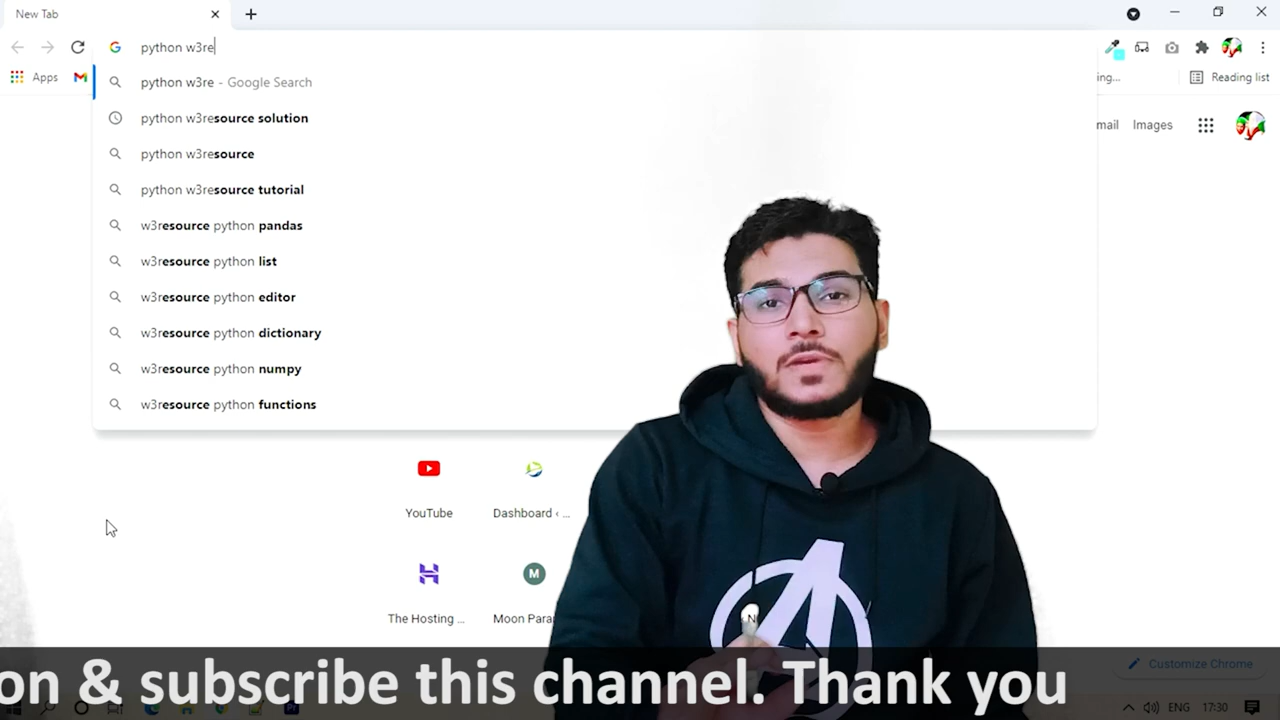 New Tab
python w3re
Apps
ing...
Reading list
python w3re - Google Search
mail Images
python w3resource solution
python w3resource
python w3resource tutorial
w3resource python pandas
w3resource python list
w3resource python editor
w3resource python dictionary
w3resource python numpy
w3resource python functions
YouTube
Dashboard ‹ ...
M
The Hosting ...
Moon Para
N
Customize Chrome
on & subscribe this channel. Thank you
ENG 17:30